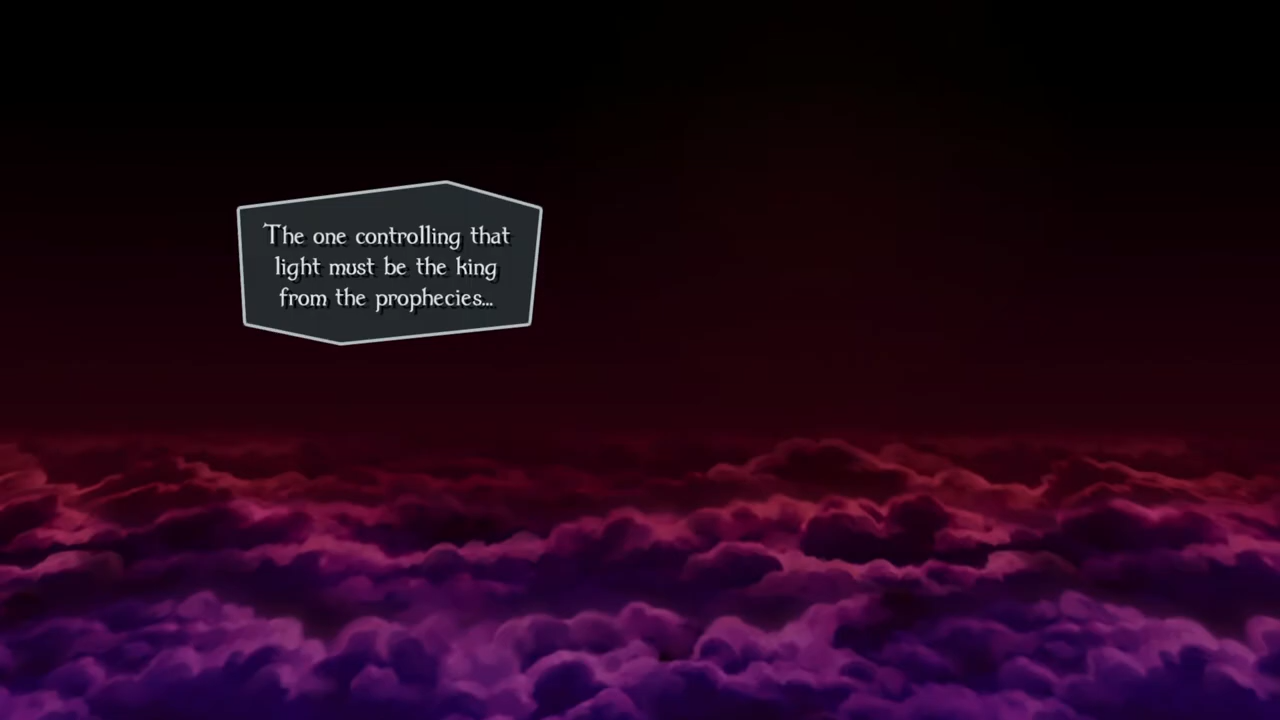 The one controlling that
light must be the king
from the prophecies...